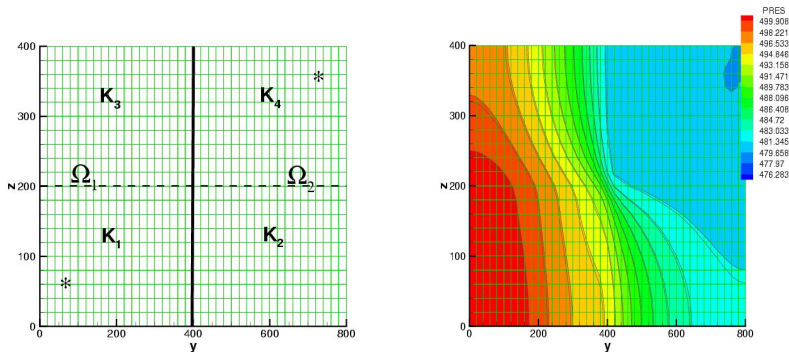 400
300
200
100
0
z
K3
K4
Ω1
Ω2
K1
K2
*
*
0 200 400 600 800
y
400
300
200
100
0
z
0 200 400 600 800
y
PRES
499.908
498.221
496.533
494.846
493.158
491.471
489.783
488.096
486.408
484.72
483.033
481.345
479.658
477.97
476.283